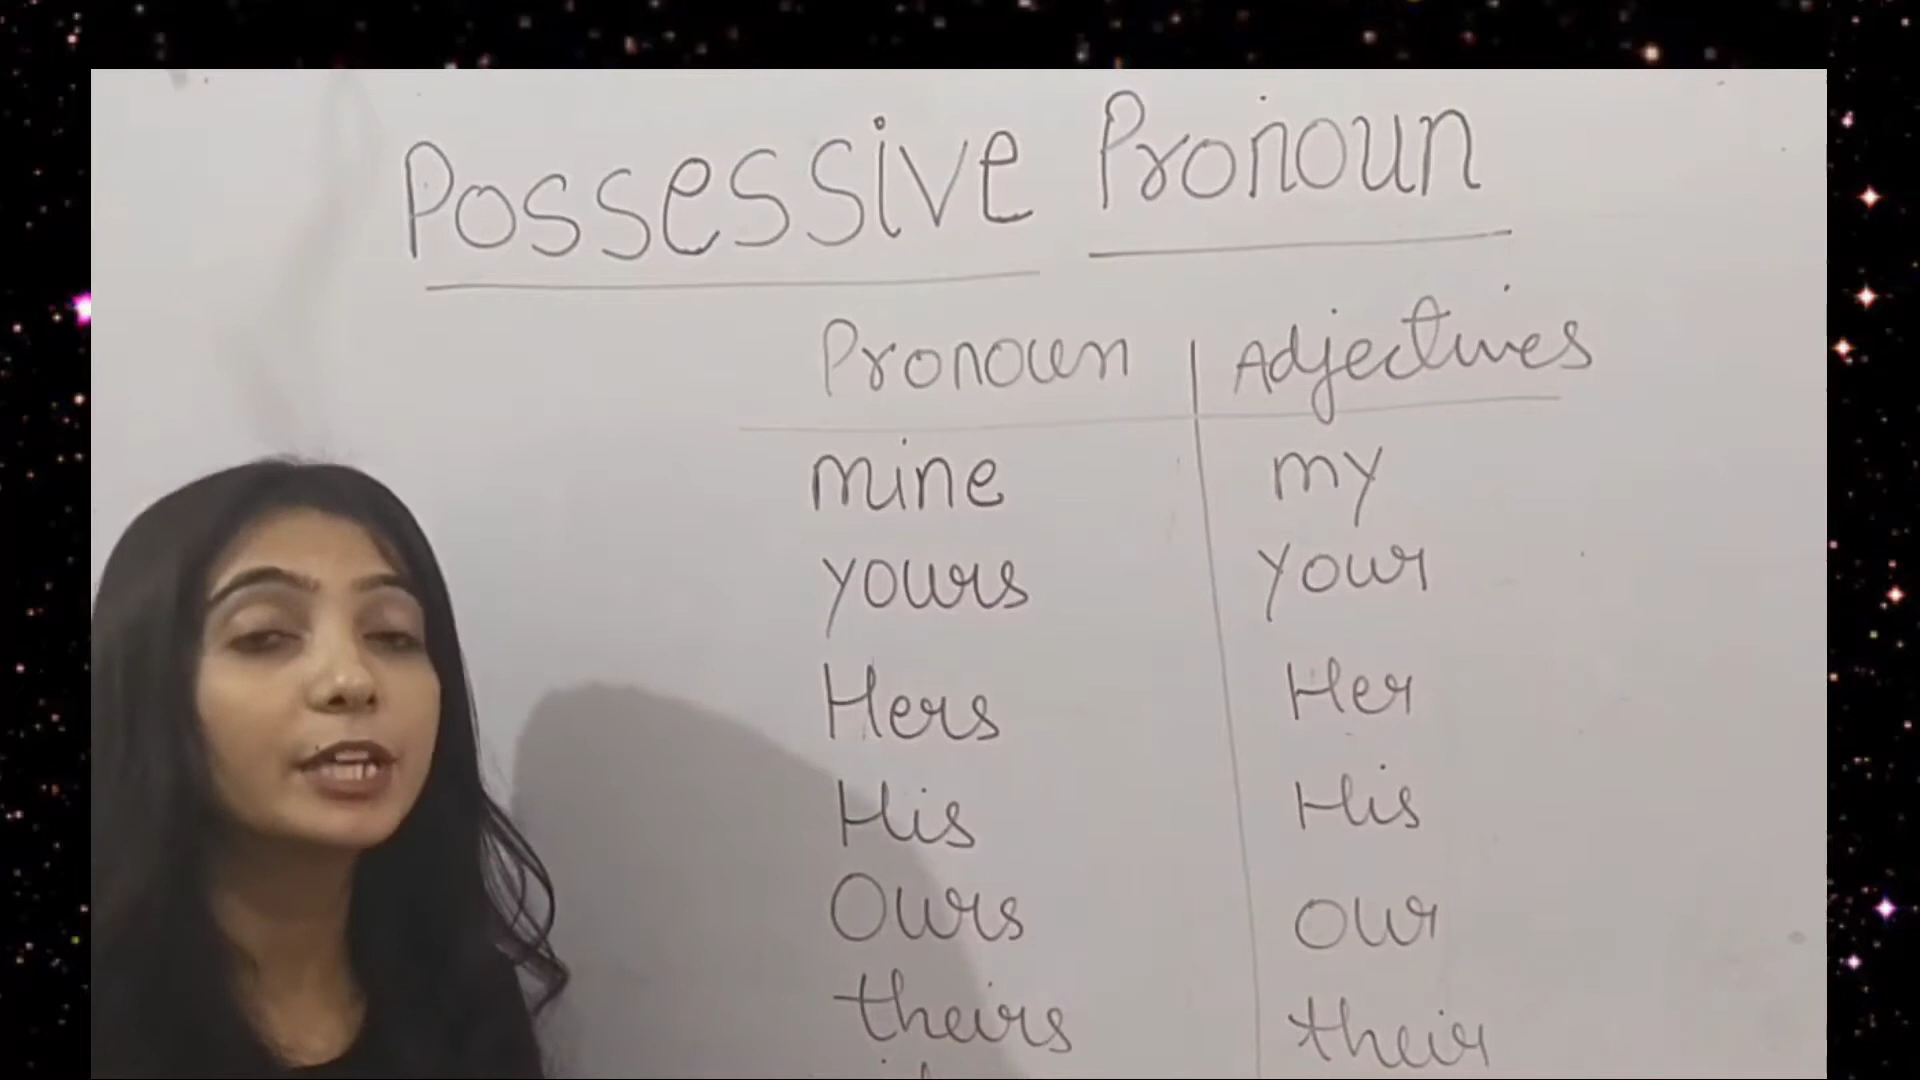 Possessive Pronoun
Pronoun | Adjectives
mine my
yours your
Hers Her
His His
Ours our
theirs their